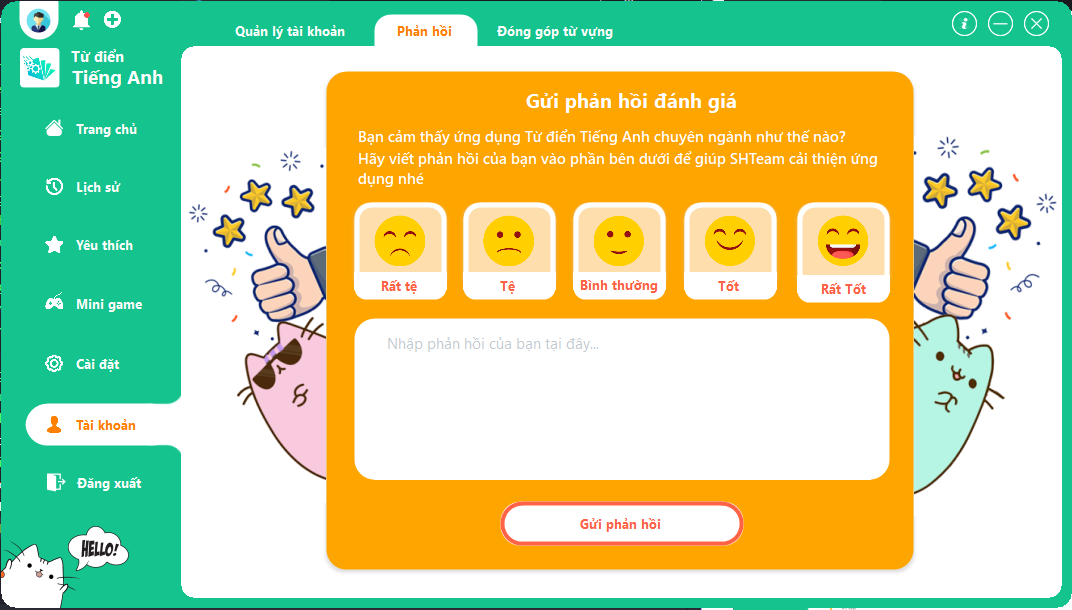 Quản lý tài khoản
Phản hồi
Đóng góp từ vựng
Từ điển
Tiếng Anh
Trang chủ
Lịch sử
Yêu thích
Mini game
Cài đặt
Tài khoản
Đăng xuất
HELLO!
Gửi phản hồi đánh giá
Bạn cảm thấy ứng dụng Từ điển Tiếng Anh chuyên ngành như thế nào?
Hãy viết phản hồi của bạn vào phần bên dưới để giúp SHTeam cải thiện ứng
dụng nhé
Rất tệ
Tệ
Bình thường
Tốt
Rất Tốt
Nhập phản hồi của bạn tại đây...
Gửi phản hồi